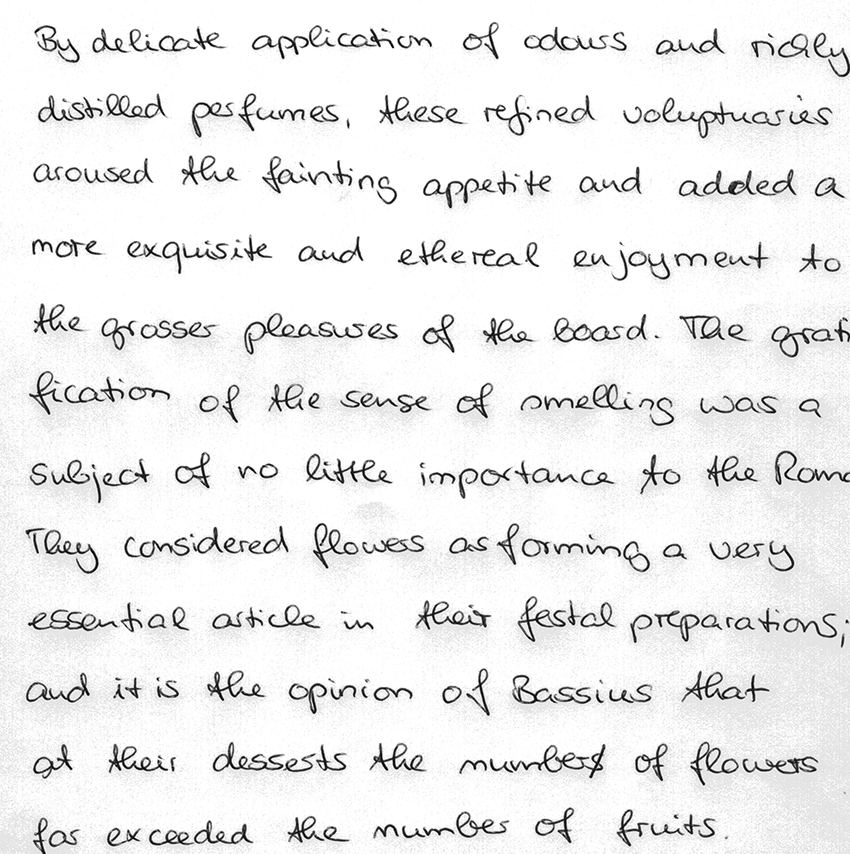 By delicate application of odours and richly
distilled perfumes, these refined voluptuaries
aroused the fainting appetite and added a
more exquisite and ethereal enjoyment to
the grosser pleasures of the board. The grati
fication of the sense of smelling was a
subject of no little importance to the Roma
They considered flowers as forming a very
essential article in their festal preparations;
and it is the opinion of Bassius that
at their desserts the number of flowers
far exceeded the number of fruits.